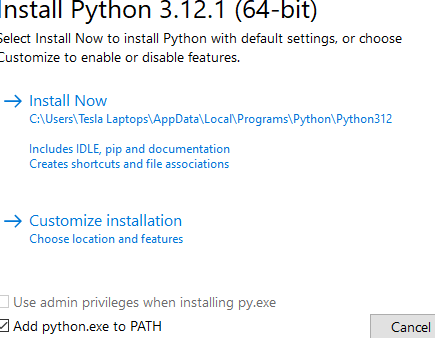 Install Python 3.12.1 (64-bit)
Select Install Now to install Python with default settings, or choose
Customize to enable or disable features.
Install Now
C:\Users\Tesla Laptops\AppData\Local\Programs\Python\Python312
Includes IDLE, pip and documentation
Creates shortcuts and file associations
Customize installation
Choose location and features
Use admin privileges when installing py.exe
Add python.exe to PATH
Cancel